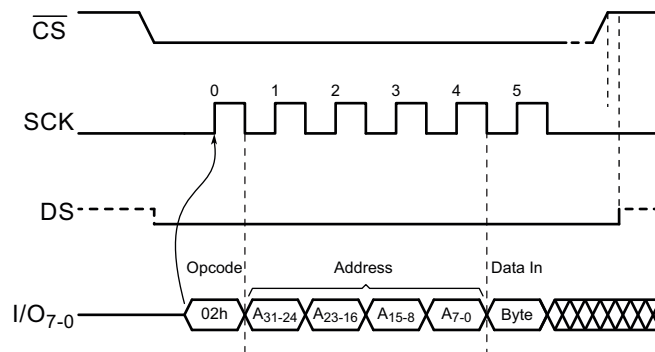 CS
0 1 2 3 4 5
SCK
DS
Opcode Address Data In
I/O7-0 02h A31-24 A23-16 A15-8 A7-0 Byte